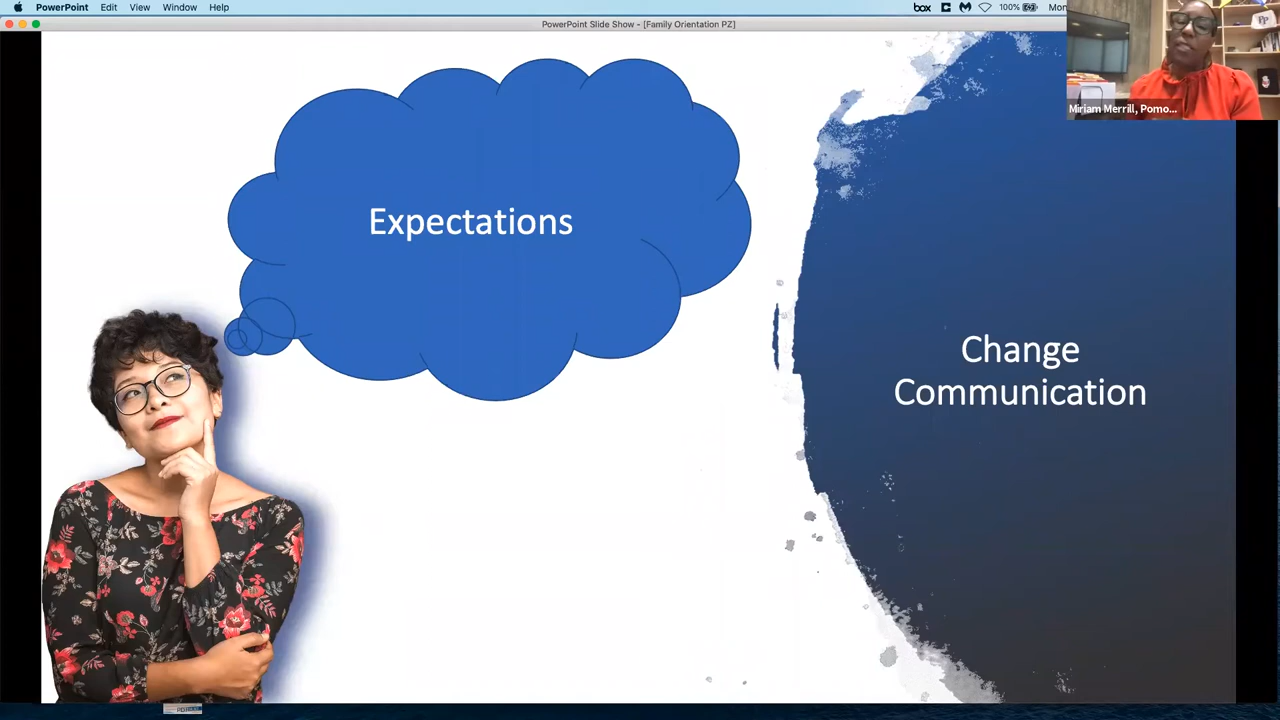 PowerPoint Edit View Window Help
box 100% Mon
PowerPoint Slide Show - [Family Orientation PZ]
Miriam Merrill, Pomo...
Expectations
Change
Communication